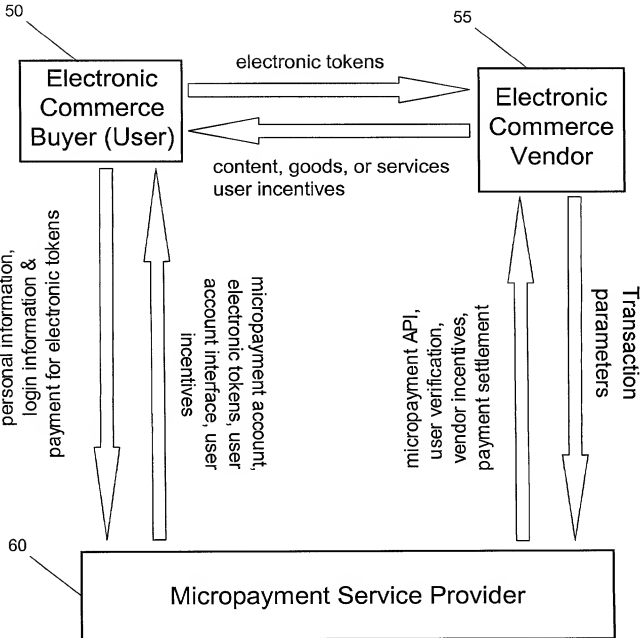 50
55
Electronic
Commerce
Buyer (User)
electronic tokens
Electronic
Commerce
Vendor
content, goods, or services
user incentives
personal information,
login information &
payment for electronic tokens
micropayment account,
electronic tokens, user
account interface, user
incentives
micropayment API,
user verification,
vendor incentives,
payment settlement
Transaction
parameters
60
Micropayment Service Provider